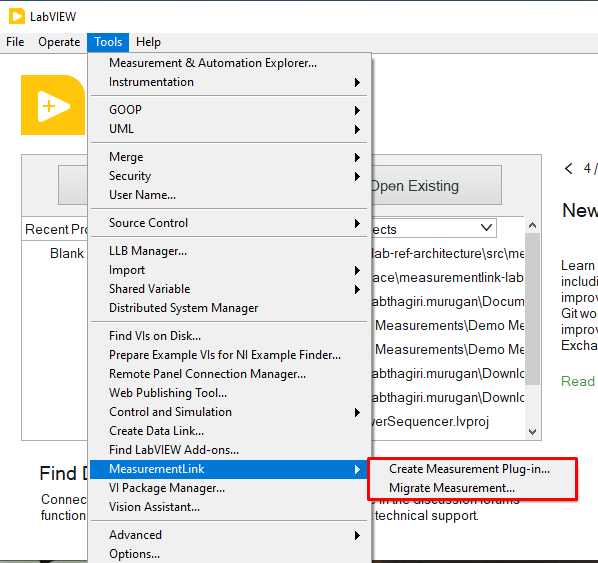 LabVIEW
File Operate Tools Help
Measurement & Automation Explorer...
Instrumentation
GOOP
UML
Merge
Security
User Name...
Source Control
LLB Manager...
Import
Shared Variable
Distributed System Manager
Find VIs on Disk...
Prepare Example VIs for NI Example Finder...
Remote Panel Connection Manager...
Web Publishing Tool...
Control and Simulation
Create Data Link...
Find LabVIEW Add-ons...
MeasurementLink
VI Package Manager...
Vision Assistant...
Advanced
Options...
Create Measurement Plug-in...
Migrate Measurement...
Open Existing
Recent Pro
ects
Blank
lab-ref-architecture\src\me
ace\measurementlink-lab
abthagiri.murugan\Docum
Measurements\Demo Me
Measurements\Demo Me
abthagiri.murugan\Downlo
abthagiri.murugan\Downlo
werSequencer.lvproj
Find
Connec
in the discussion forums
function
technical support.
4 /
New
Learn
includi
improv
Git wo
improv
Excha
Read